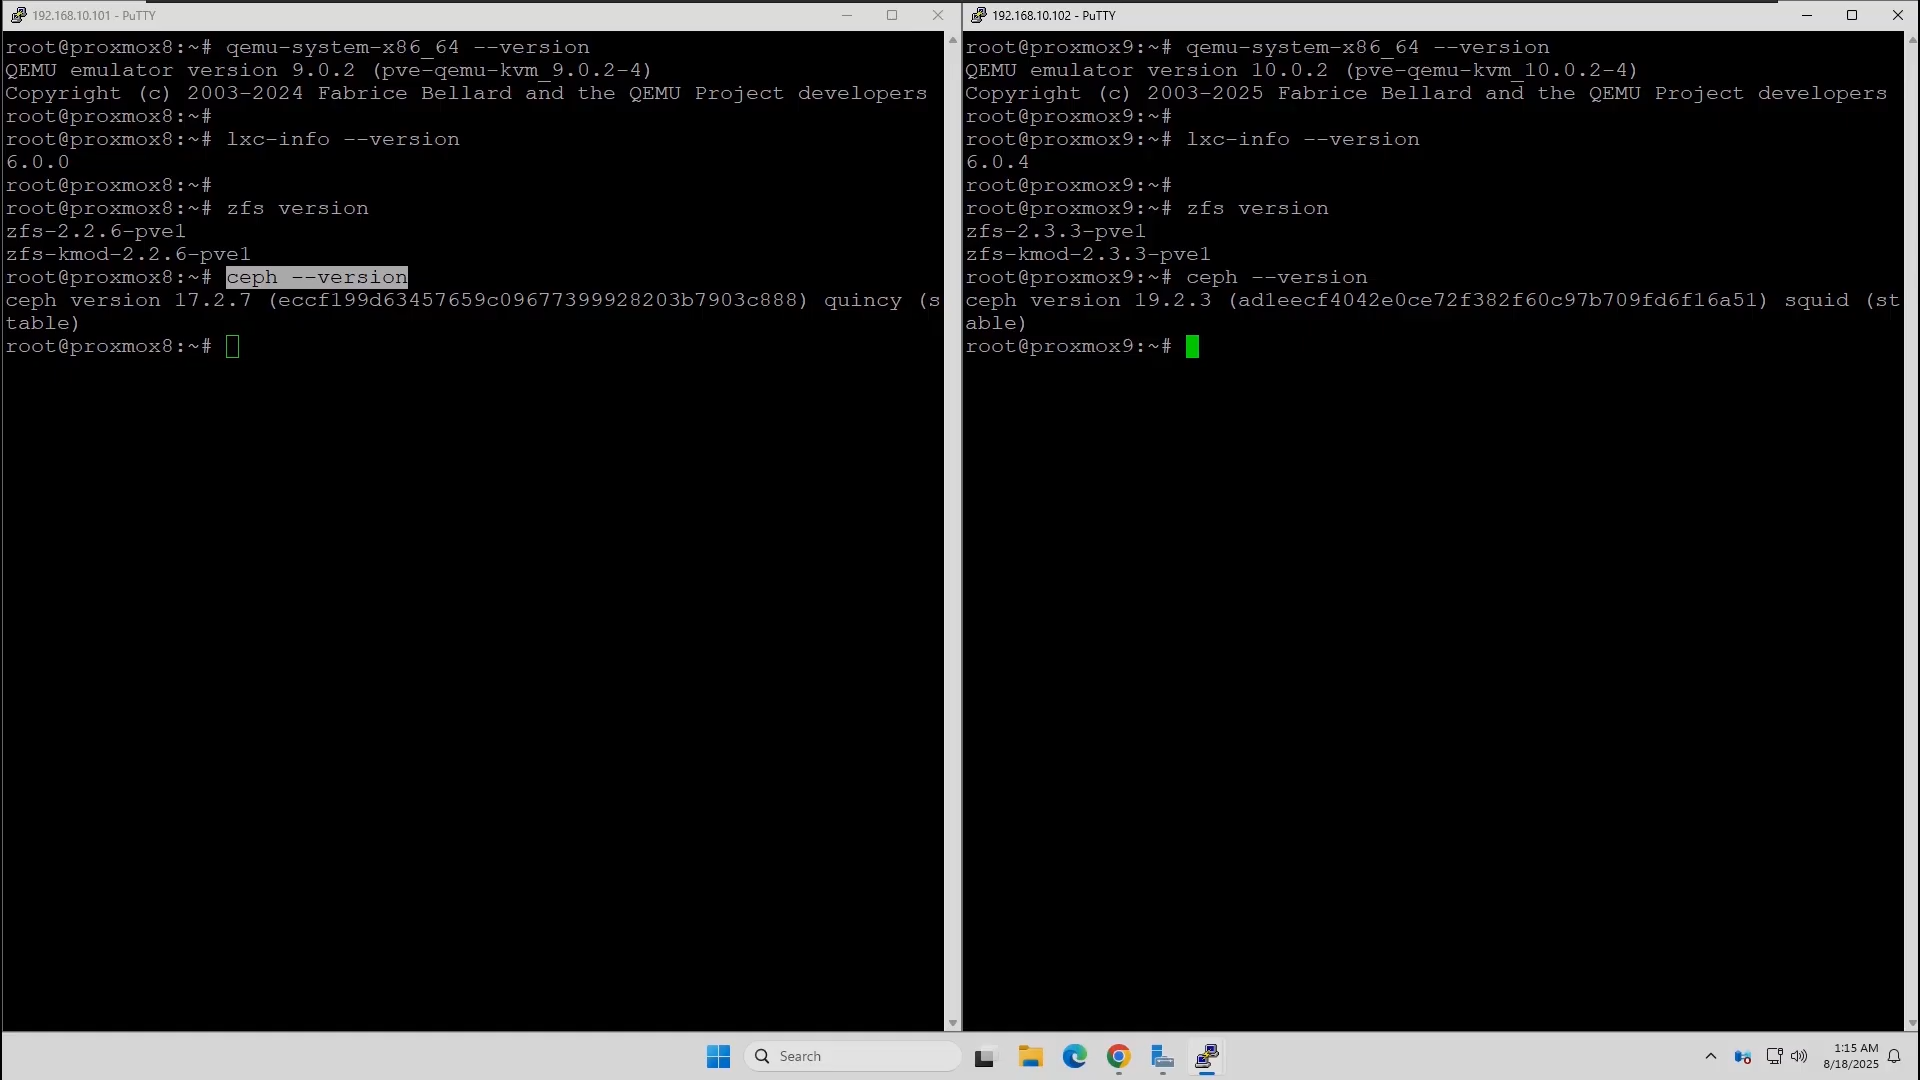 192.168.10.101 - PuTTY
root@proxmox8:~# qemu-system-x86_64 --version
QEMU emulator version 9.0.2 (pve-qemu-kvm_9.0.2-4)
Copyright (c) 2003-2024 Fabrice Bellard and the QEMU Project developers
root@proxmox8:~#
root@proxmox8:~# lxc-info --version
6.0.0
root@proxmox8:~#
root@proxmox8:~# zfs version
zfs-2.2.6-pve1
zfs-kmod-2.2.6-pve1
root@proxmox8:~# ceph --version
ceph version 17.2.7 (eccf199d63457659c09677399928203b7903c888) quincy (s
table)
root@proxmox8:~#
192.168.10.102 - PuTTY
root@proxmox9:~# qemu-system-x86_64 --version
QEMU emulator version 10.0.2 (pve-qemu-kvm_10.0.2-4)
Copyright (c) 2003-2025 Fabrice Bellard and the QEMU Project developers
root@proxmox9:~#
root@proxmox9:~# lxc-info --version
6.0.4
root@proxmox9:~#
root@proxmox9:~# zfs version
zfs-2.3.3-pve1
zfs-kmod-2.3.3-pve1
root@proxmox9:~# ceph --version
ceph version 19.2.3 (ad1eecf4042e0ce72f382f60c97b709fd6f16a51) squid (st
able)
root@proxmox9:~#
Search
1:15 AM
8/18/2025